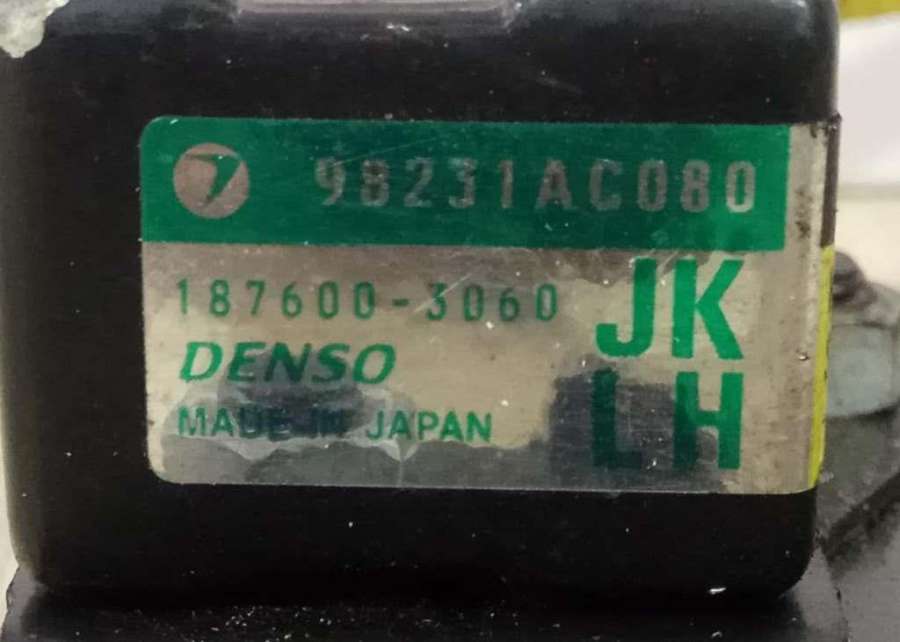 98231AC080
187600-3060
JK
DENSO
LH
MADE IN JAPAN